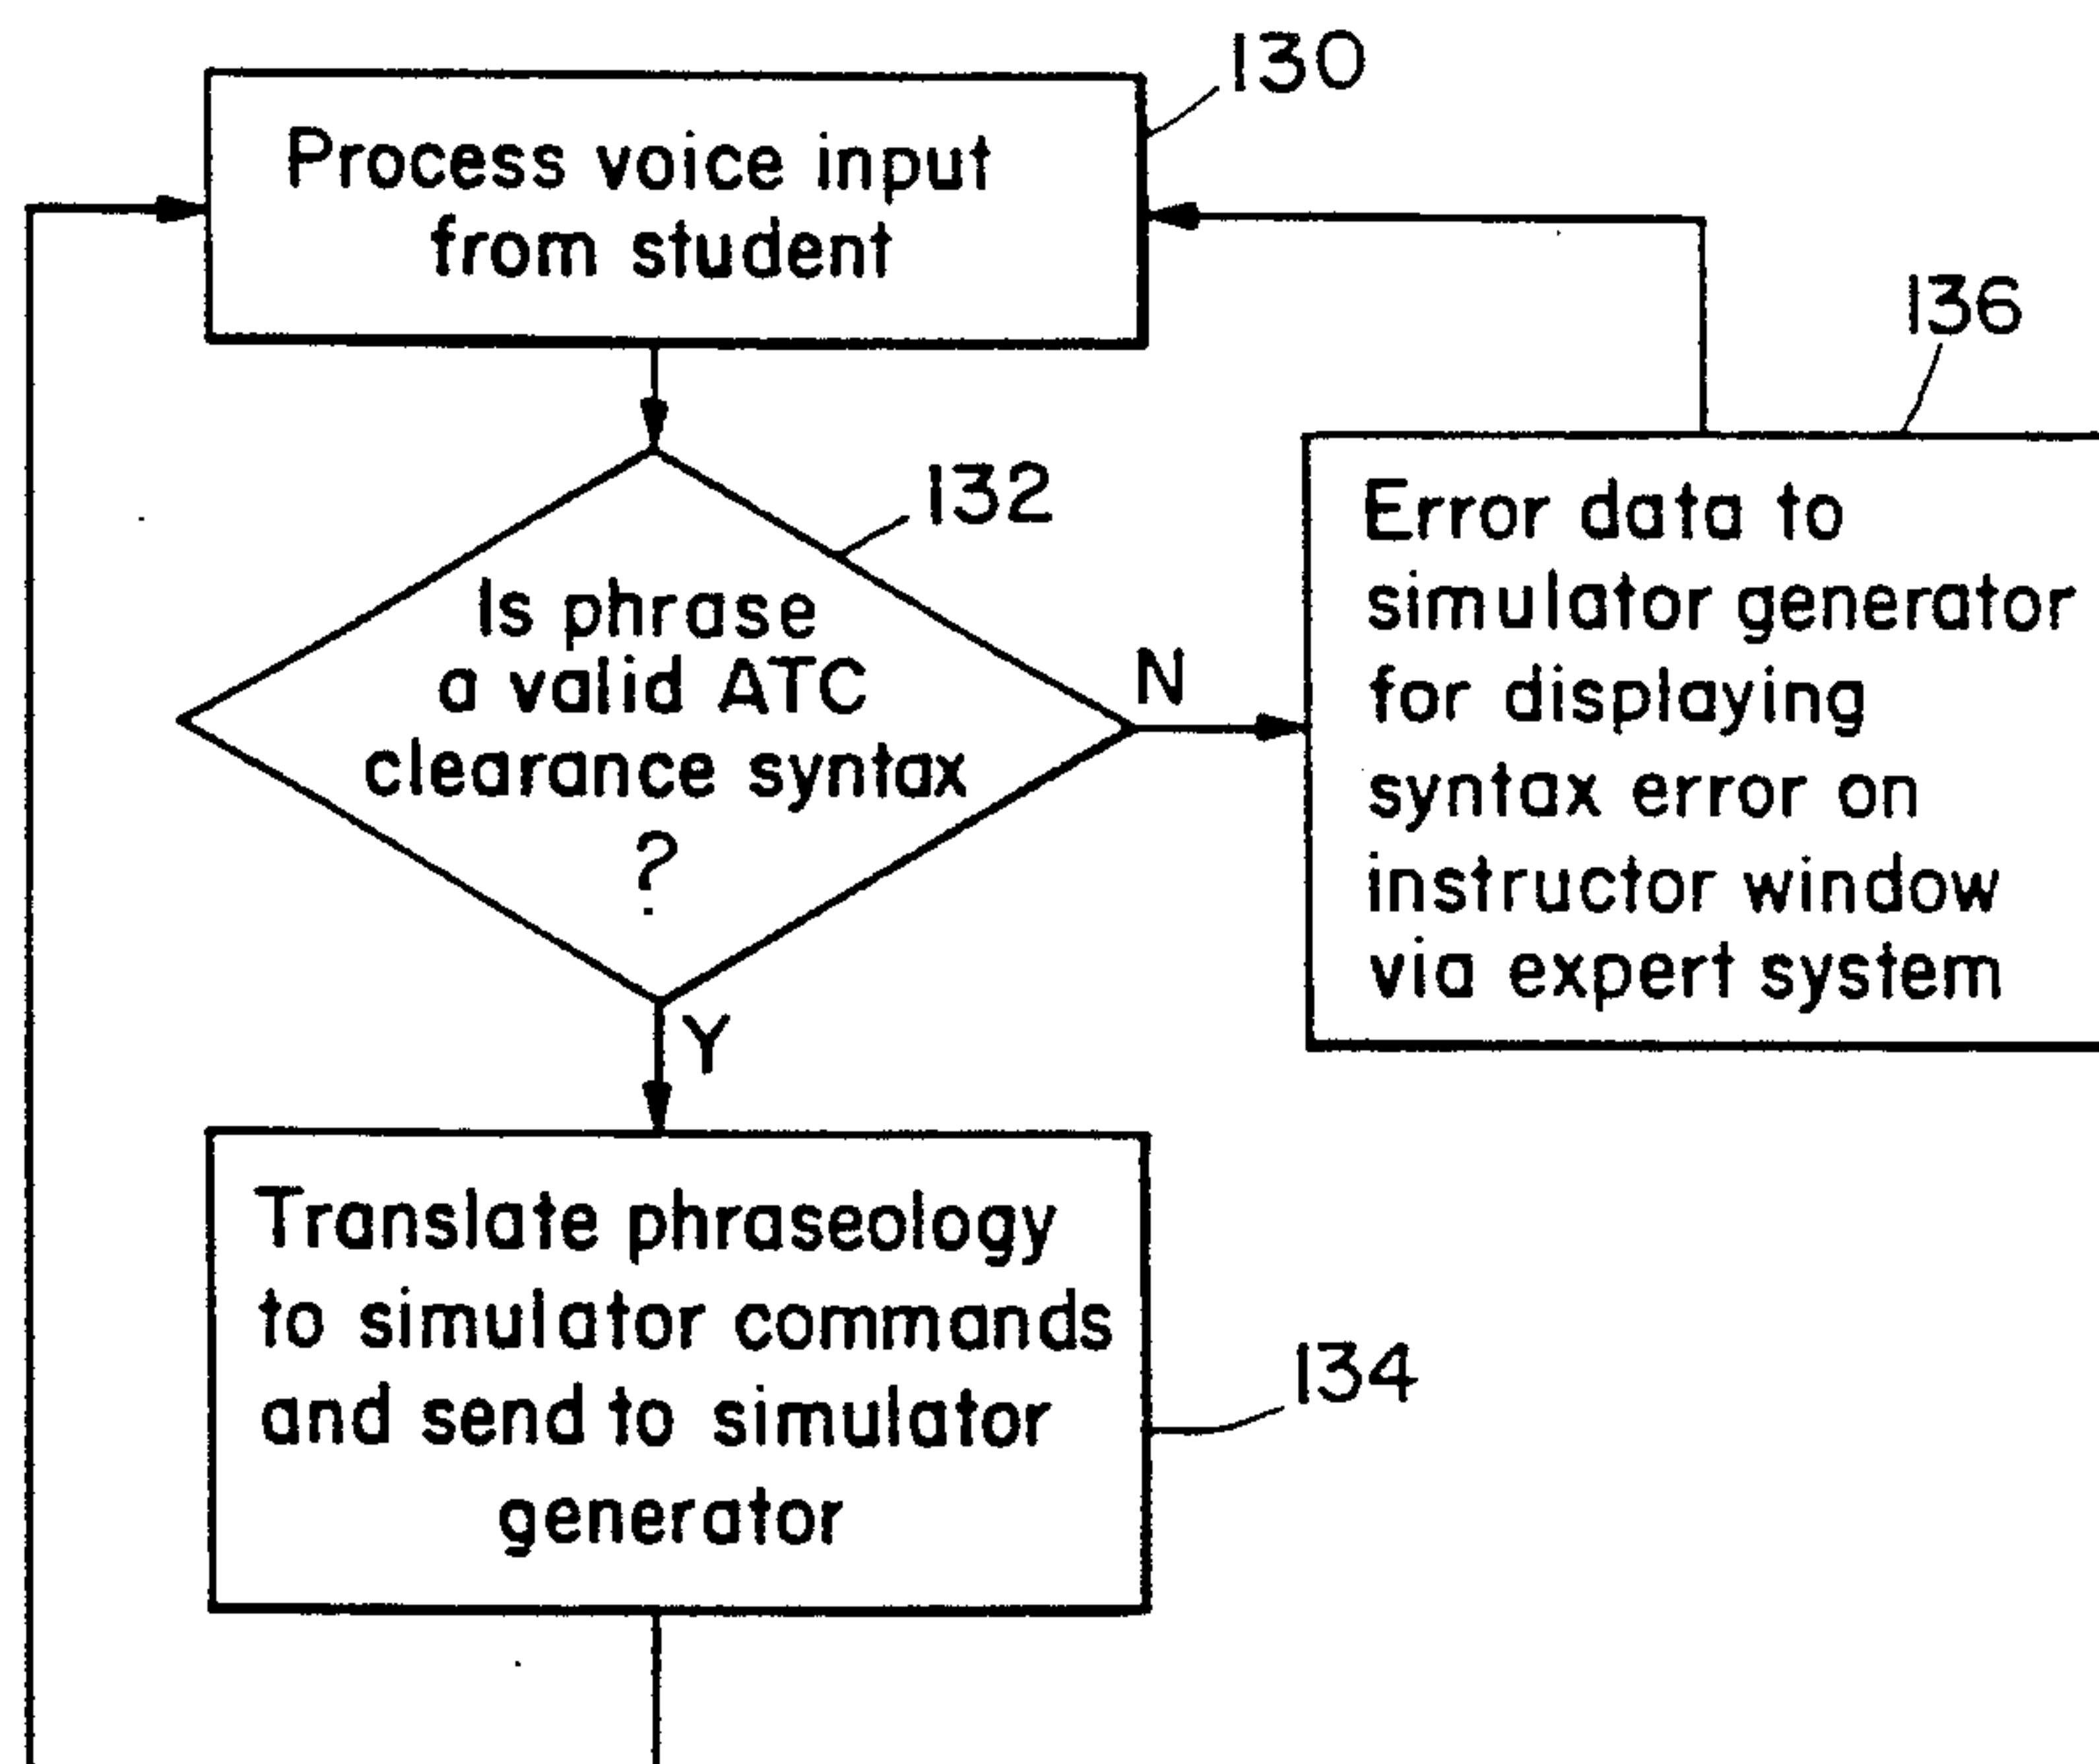 130
Process voice input
from student
136
132
Is phrase
a valid ATC
clearance syntax
?
N
Error data to
simulator generator
for displaying
syntax error on
instructor window
via expert system
Y
Translate phraseology
to simulator commands
and send to simulator
generator
134